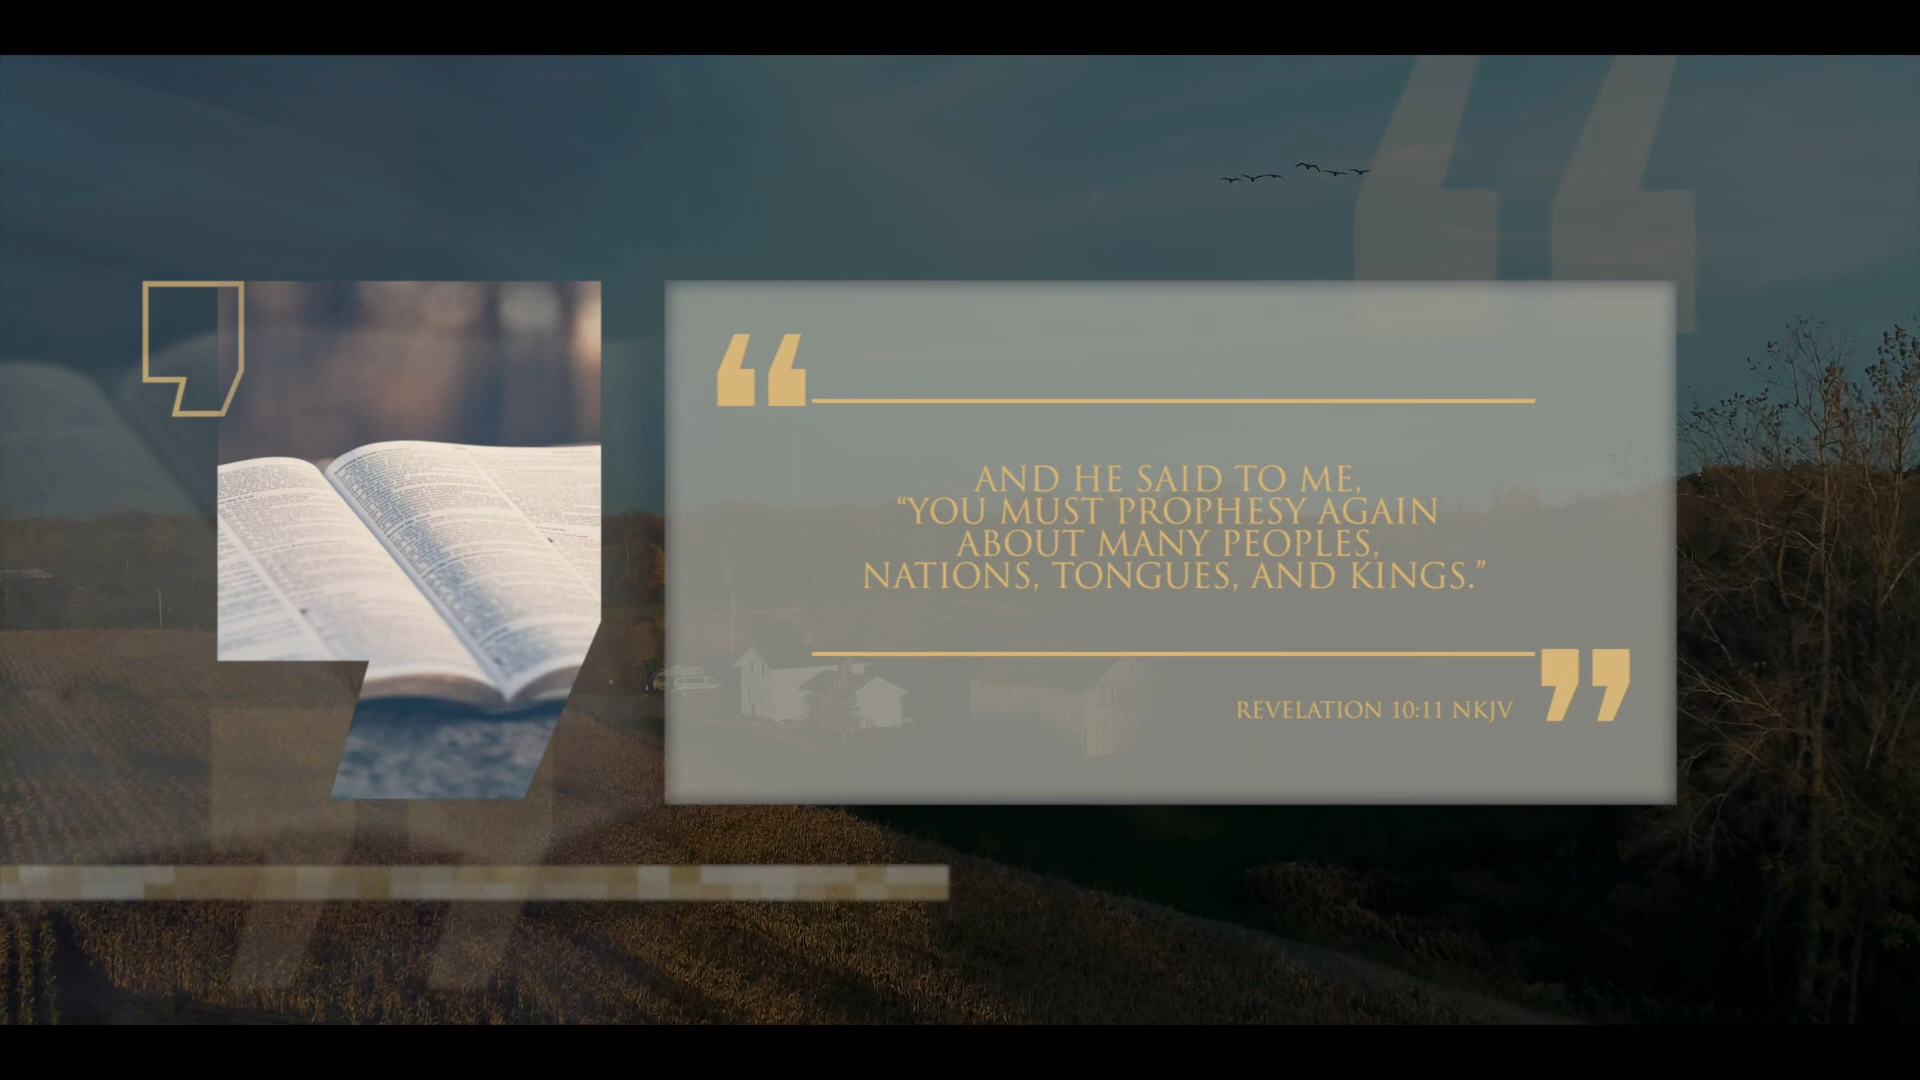 AND HE SAID TO ME,
“YOU MUST PROPHESY AGAIN
ABOUT MANY PEOPLES,
NATIONS, TONGUES, AND KINGS.”
REVELATION 10:11 NKJV